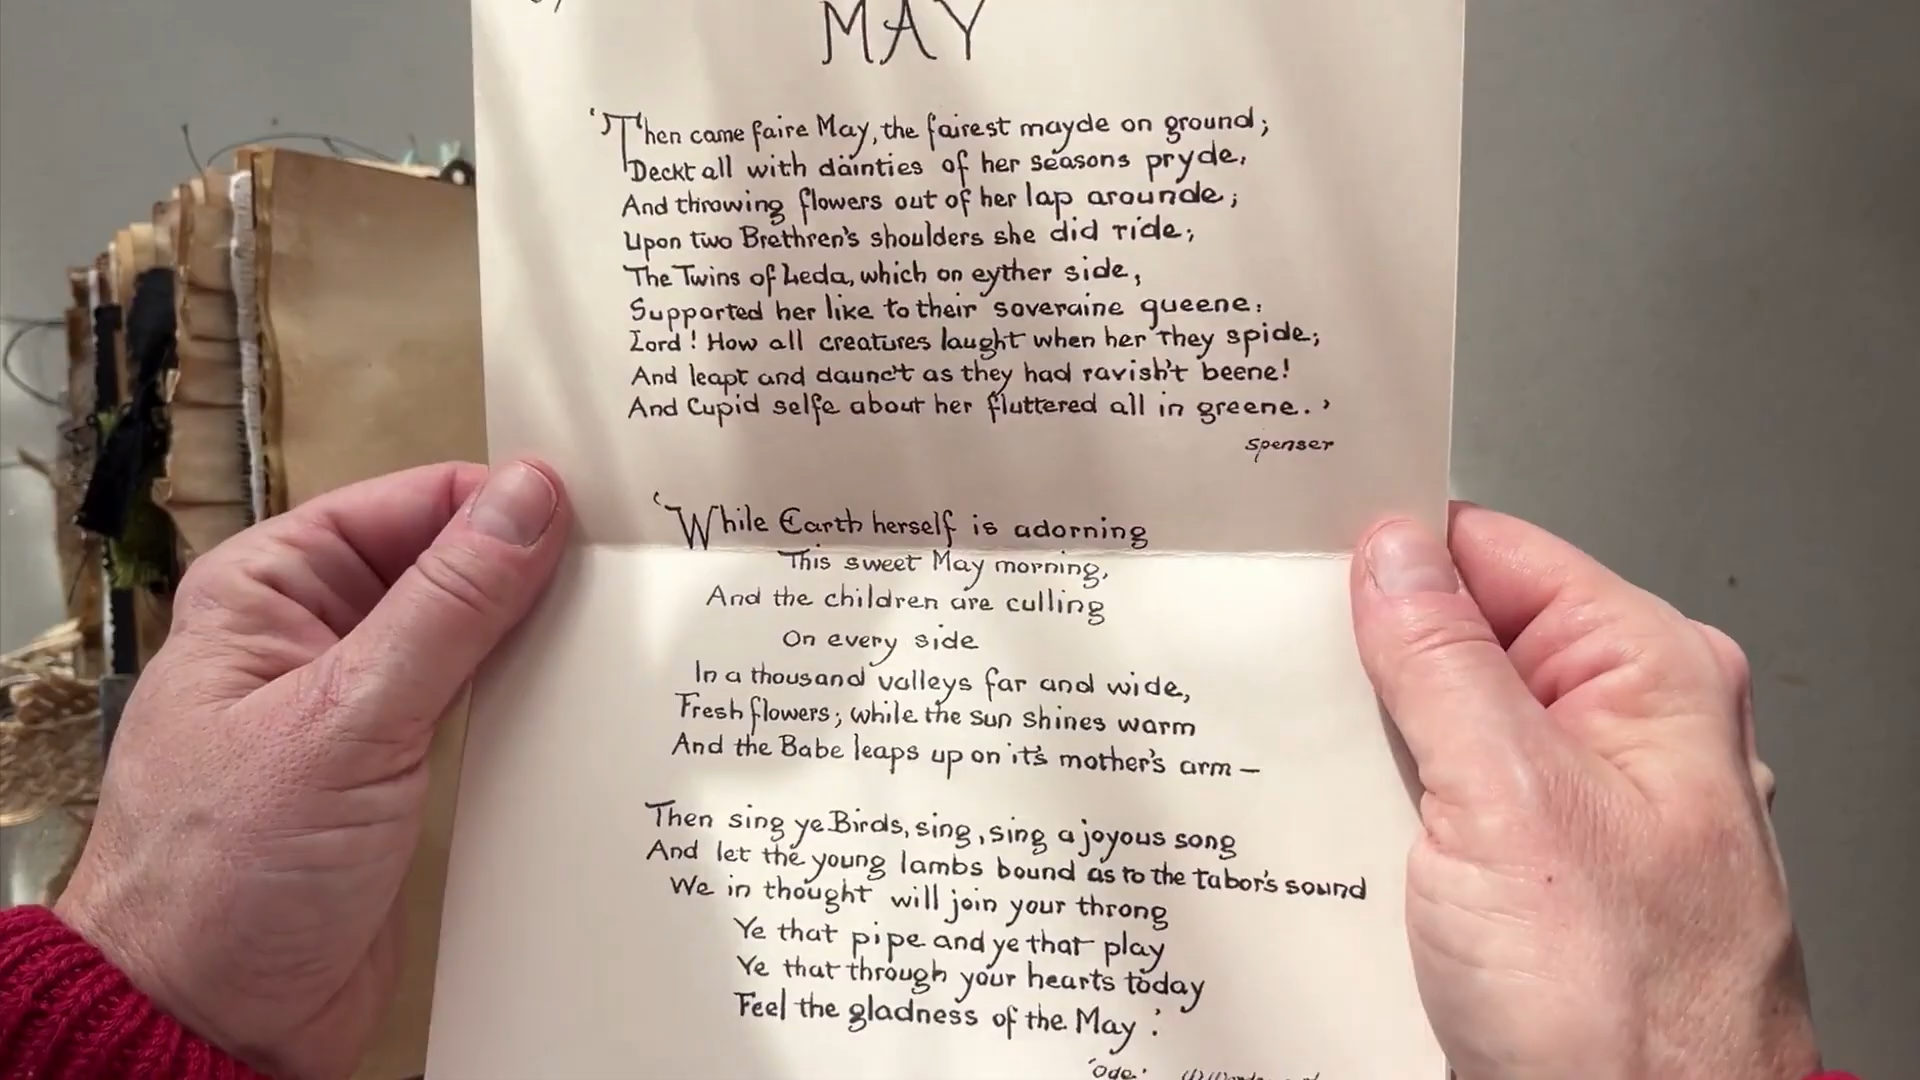 MAY
'Then came faire May, the fairest mayde on ground;
Deckt all with dainties of her seasons pryde,
And throwing flowers out of her lap arounde;
Upon two Brethren's shoulders she did ride;
The Twins of Leda, which on eyther side,
Supported her like to their soveraine queene:
Lord! How all creatures laught when her they spide;
And leapt and daunc't as they had ravish't beene!
And Cupid selfe about her fluttered all in greene..'
Spenser
'While Earth herself is adorning
This sweet May morning,
And the children are culling
On every side
In a thousand valleys far and wide,
Fresh flowers; while the sun shines warm
And the Babe leaps up on it's mother's arm —
Then sing ye Birds, sing, sing a joyous song
And let the young lambs bound as to the tabor's sound
We in thought will join your throng
Ye that pipe and ye that play
Ye that through your hearts today
Feel the gladness of the May.'
'Ode.'